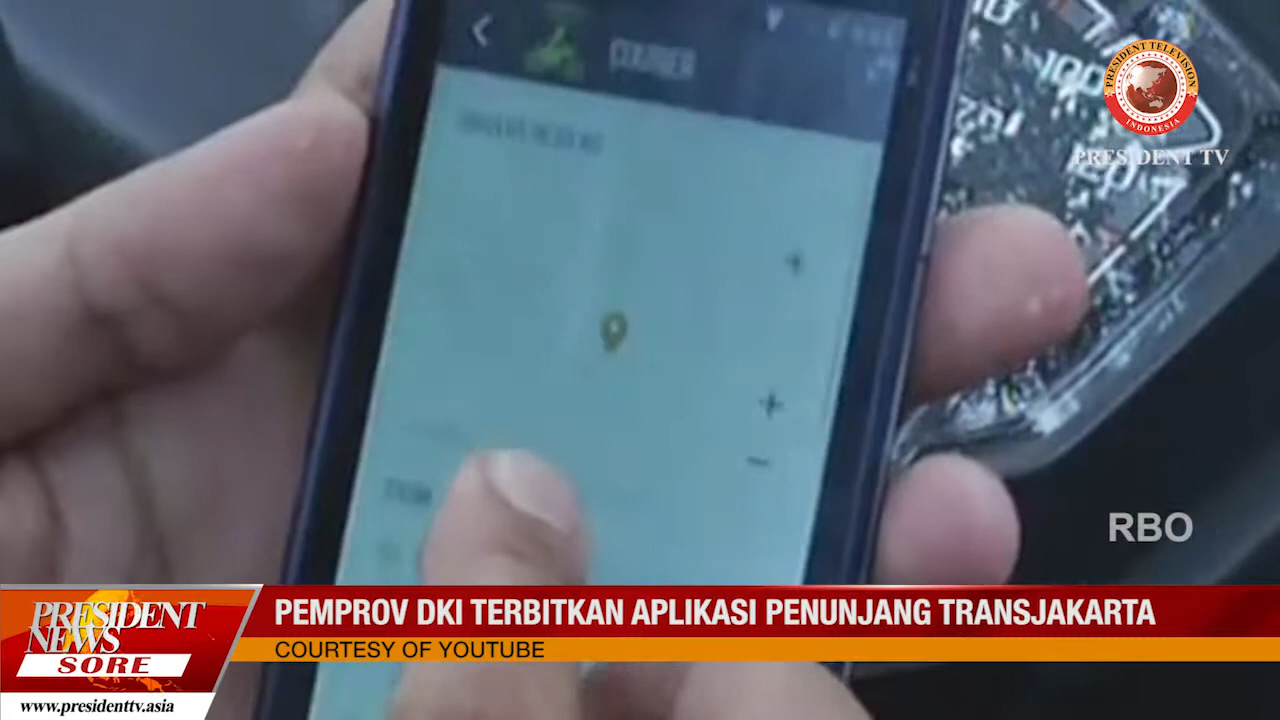 COURIER
PRESIDENT TELEVISION
INDONESIA
PRESIDENT TV
RBO
PRESIDENT
NEWS
SORE
PEMPROV DKI TERBITKAN APLIKASI PENUNJANG TRANSJAKARTA
COURTESY OF YOUTUBE
www.presidenttv.asia